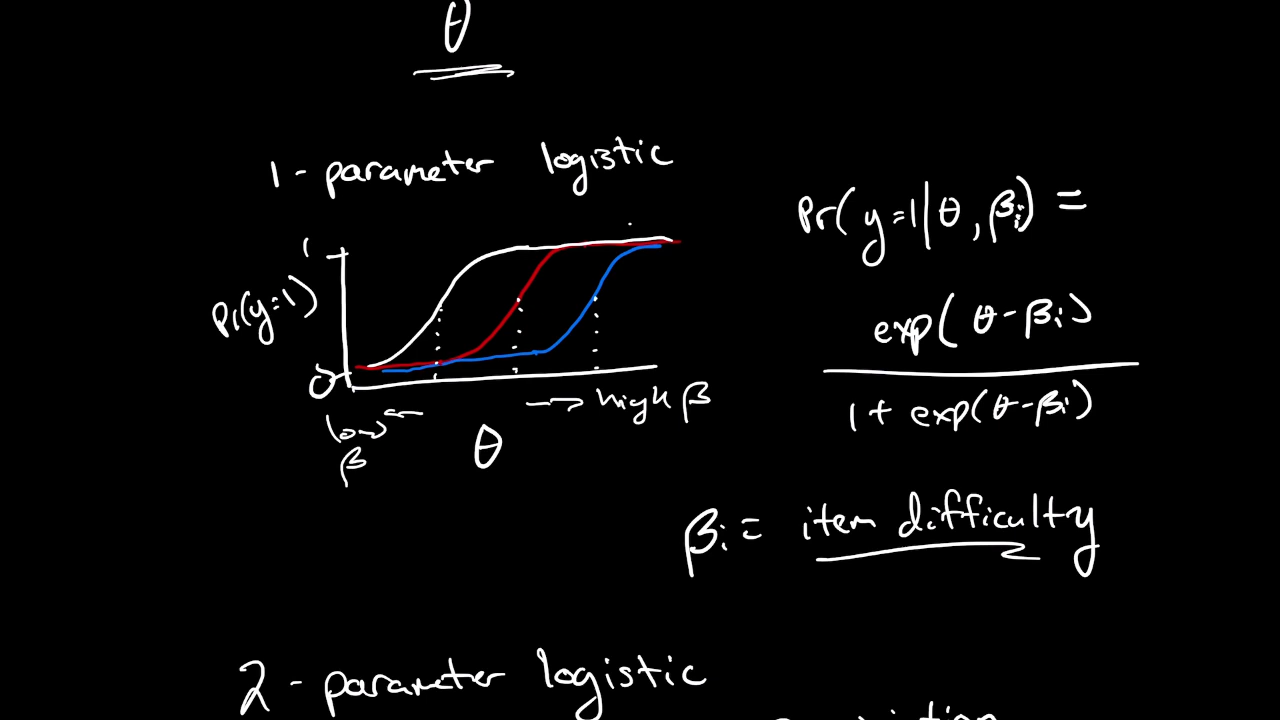 θ
1 - parameter logistic
Pr(y=1|θ, βi) =
1
Pr(y=1)
0
exp(θ-βi)
1 + exp(θ-βi)
low ← → high β
β
θ
βi = item difficulty
2 - parameter logistic